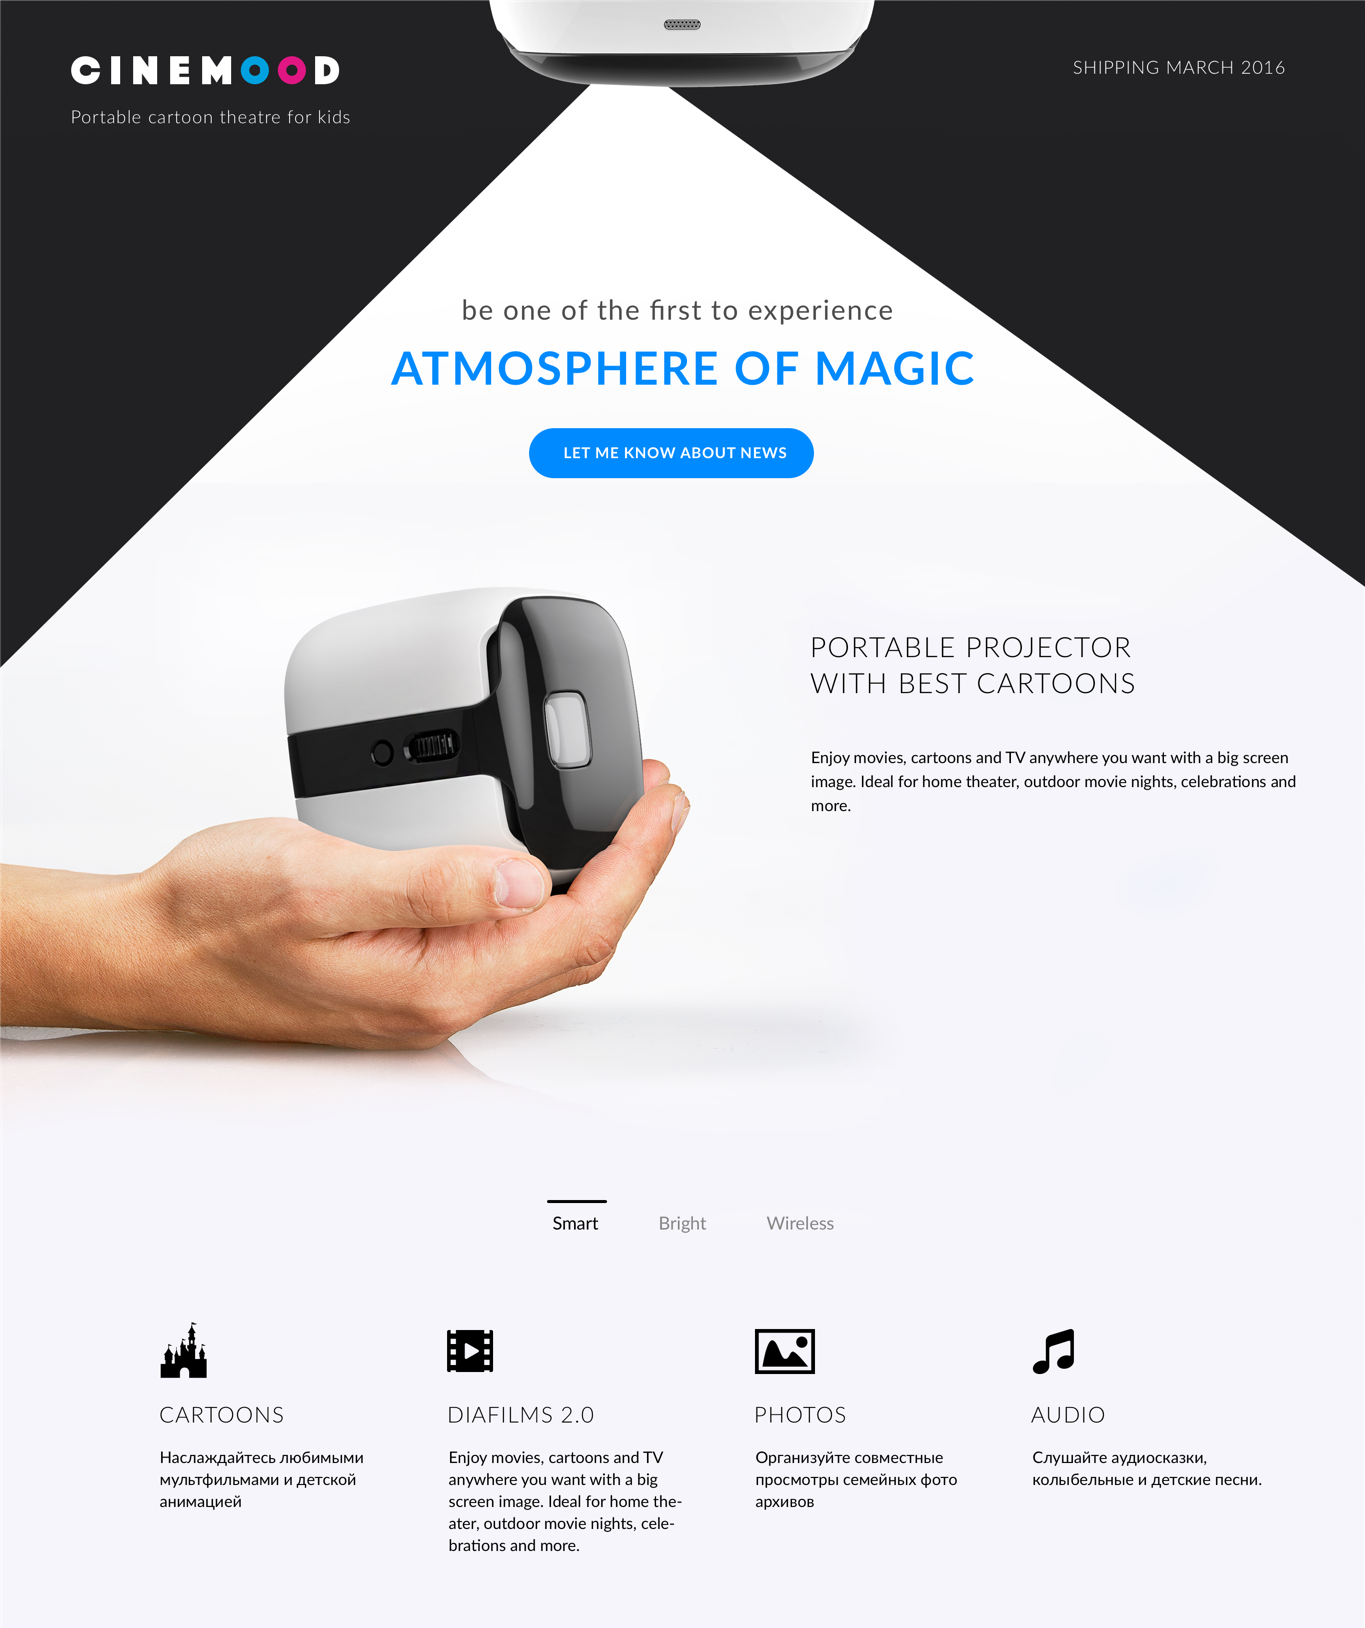 CINEMOOD
Portable cartoon theatre for kids
SHIPPING MARCH 2016
be one of the first to experience
ATMOSPHERE OF MAGIC
LET ME KNOW ABOUT NEWS
PORTABLE PROJECTOR
WITH BEST CARTOONS
Enjoy movies, cartoons and TV anywhere you want with a big screen
image. Ideal for home theater, outdoor movie nights, celebrations and
more.
Smart
Bright
Wireless
CARTOONS
Наслаждайтесь любимыми
мультфильмами и детской
анимацией
DIAFILMS 2.0
Enjoy movies, cartoons and TV
anywhere you want with a big
screen image. Ideal for home the-
ater, outdoor movie nights, cele-
brations and more.
PHOTOS
Организуйте совместные
просмотры семейных фото
архивов
AUDIO
Слушайте аудиосказки,
колыбельные и детские песни.